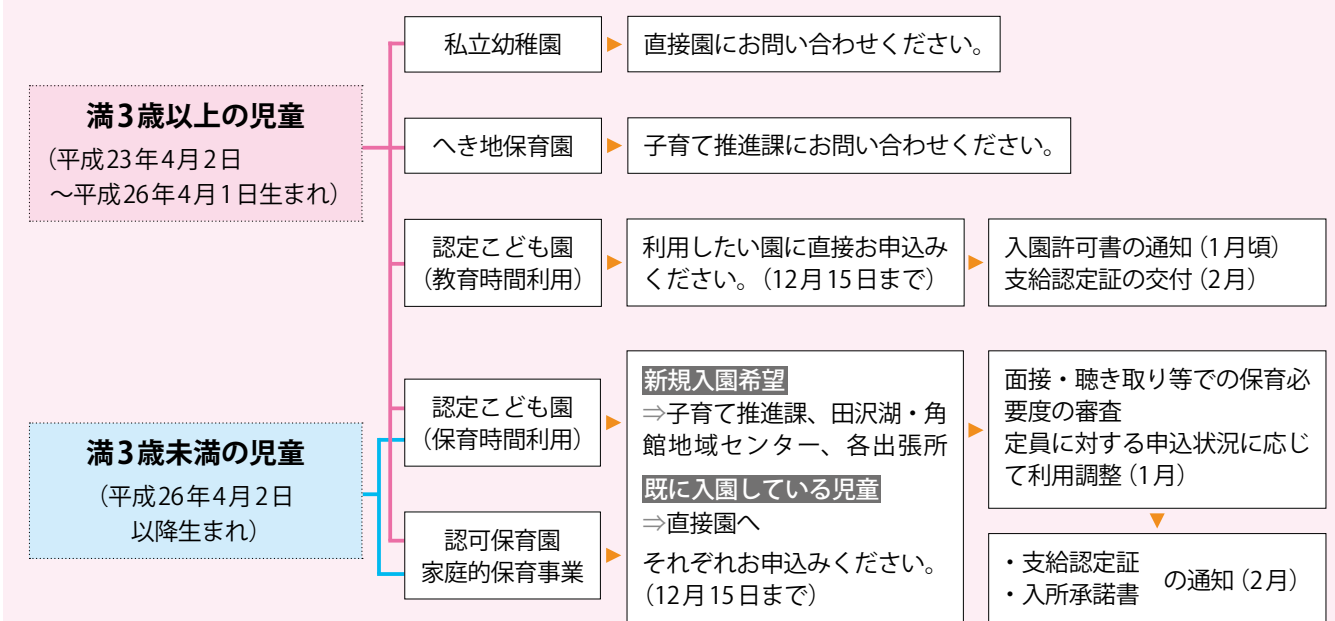 満3歳以上の児童
（平成23年4月2日
～平成26年4月1日生まれ）
満3歳未満の児童
（平成26年4月2日
以降生まれ）
私立幼稚園
直接園にお問い合わせください。
へき地保育園
子育て推進課にお問い合わせください。
認定こども園
（教育時間利用）
利用したい園に直接お申込み
ください。（12月15日まで）
入園許可書の通知（1月頃）
支給認定証の交付（2月）
認定こども園
（保育時間利用）
認可保育園
家庭的保育事業
新規入園希望
⇒子育て推進課、田沢湖・角
館地域センター、各出張所
既に入園している児童
⇒直接園へ
それぞれお申込みください。
（12月15日まで）
面接・聴き取り等での保育必
要度の審査
定員に対する申込状況に応じ
て利用調整（1月）
・支給認定証
・入所承諾書
の通知（2月）